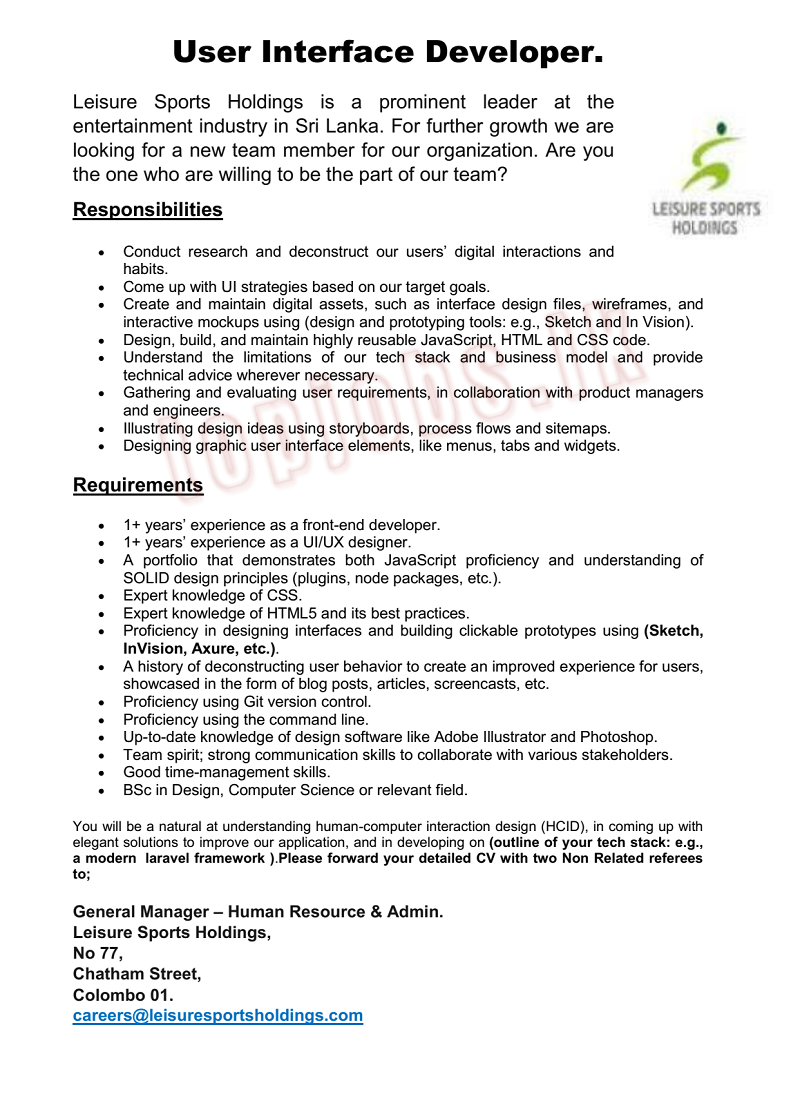 User Interface Developer.
Leisure Sports Holdings is a prominent leader at the
entertainment industry in Sri Lanka. For further growth we are
looking for a new team member for our organization. Are you
the one who are willing to be the part of our team?
LEISURE SPORTS
HOLDINGS
Responsibilities
• Conduct research and deconstruct our users’ digital interactions and
habits.
• Come up with UI strategies based on our target goals.
• Create and maintain digital assets, such as interface design files, wireframes, and
interactive mockups using (design and prototyping tools: e.g., Sketch and In Vision).
• Design, build, and maintain highly reusable JavaScript, HTML and CSS code.
• Understand the limitations of our tech stack and business model and provide
technical advice wherever necessary.
• Gathering and evaluating user requirements, in collaboration with product managers
and engineers.
• Illustrating design ideas using storyboards, process flows and sitemaps.
• Designing graphic user interface elements, like menus, tabs and widgets.
topjobs.lk
Requirements
• 1+ years’ experience as a front-end developer.
• 1+ years’ experience as a UI/UX designer.
• A portfolio that demonstrates both JavaScript proficiency and understanding of
SOLID design principles (plugins, node packages, etc.).
• Expert knowledge of CSS.
• Expert knowledge of HTML5 and its best practices.
• Proficiency in designing interfaces and building clickable prototypes using (Sketch,
InVision, Axure, etc.).
• A history of deconstructing user behavior to create an improved experience for users,
showcased in the form of blog posts, articles, screencasts, etc.
• Proficiency using Git version control.
• Proficiency using the command line.
• Up-to-date knowledge of design software like Adobe Illustrator and Photoshop.
• Team spirit; strong communication skills to collaborate with various stakeholders.
• Good time-management skills.
• BSc in Design, Computer Science or relevant field.
You will be a natural at understanding human-computer interaction design (HCID), in coming up with
elegant solutions to improve our application, and in developing on (outline of your tech stack: e.g.,
a modern laravel framework ).Please forward your detailed CV with two Non Related referees
to;
General Manager – Human Resource & Admin.
Leisure Sports Holdings,
No 77,
Chatham Street,
Colombo 01.
careers@leisuresportsholdings.com